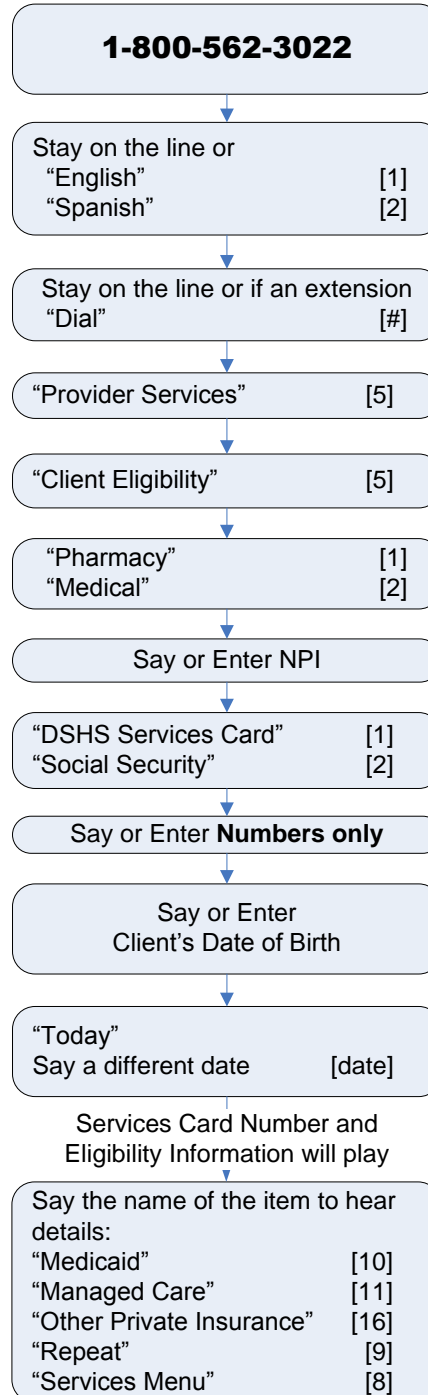 1-800-562-3022
Stay on the line or
“English” [1]
“Spanish” [2]
Stay on the line or if an extension
“Dial” [#]
“Provider Services” [5]
“Client Eligibility” [5]
“Pharmacy” [1]
“Medical” [2]
Say or Enter NPI
“DSHS Services Card” [1]
“Social Security” [2]
Say or Enter Numbers only
Say or Enter
Client’s Date of Birth
“Today”
Say a different date [date]
Services Card Number and
Eligibility Information will play
Say the name of the item to hear
details:
“Medicaid” [10]
“Managed Care” [11]
“Other Private Insurance” [16]
“Repeat” [9]
“Services Menu” [8]